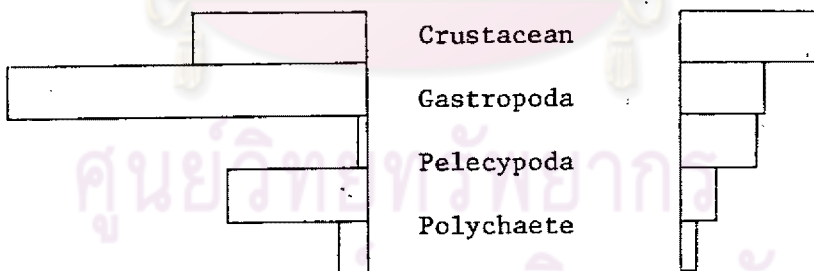 Crustacean
Gastropoda
Pelecypoda
Polychaete
ศูนย์วิทยทรัพยากร